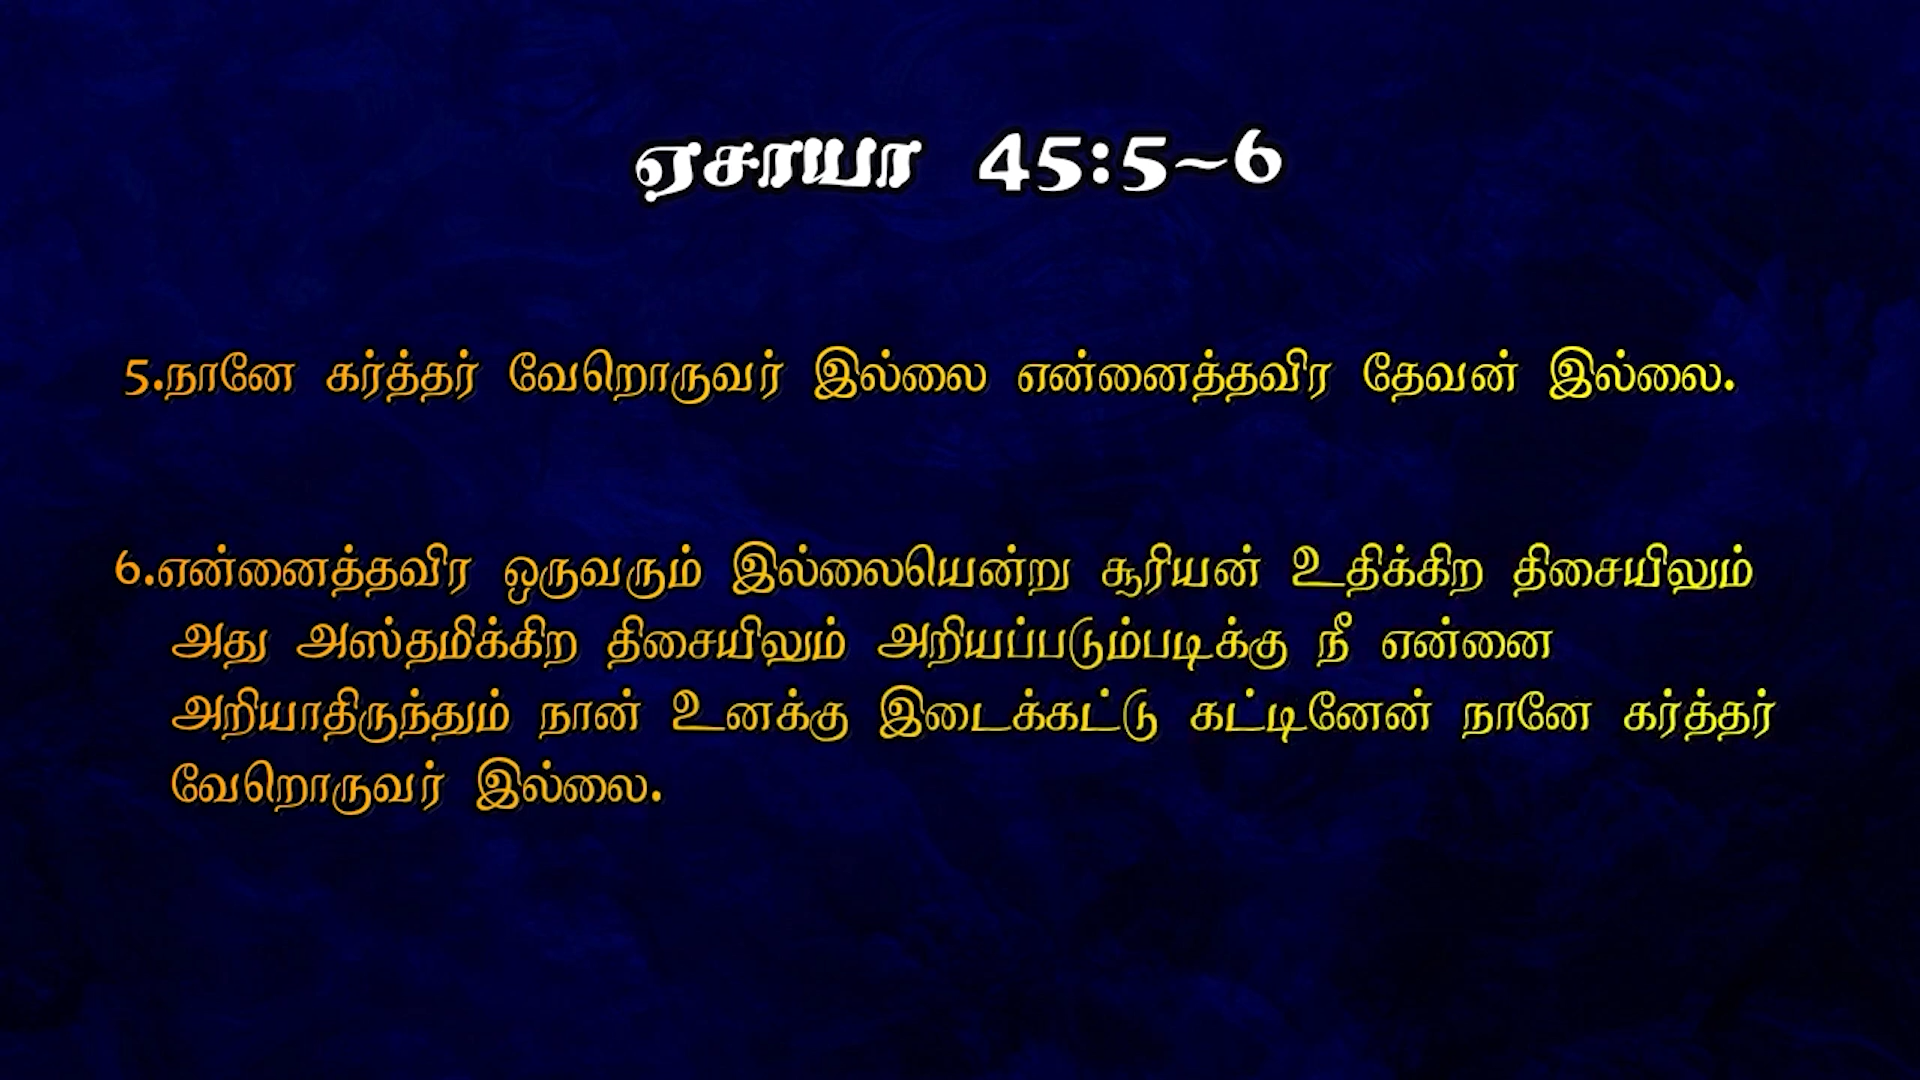 ஏசாயா 45:5~6
5.நானே கர்த்தர் வேறொருவர் இல்லை என்னைத்தவிர தேவன் இல்லை.
6.என்னைத்தவிர ஒருவரும் இல்லையென்று சூரியன் உதிக்கிற திசையிலும்
அது அஸ்தமிக்கிற திசையிலும் அறியப்படும்படிக்கு நீ என்னை
அறியாதிருந்தும் நான் உனக்கு இடைக்கட்டு கட்டினேன் நானே கர்த்தர்
வேறொருவர் இல்லை.